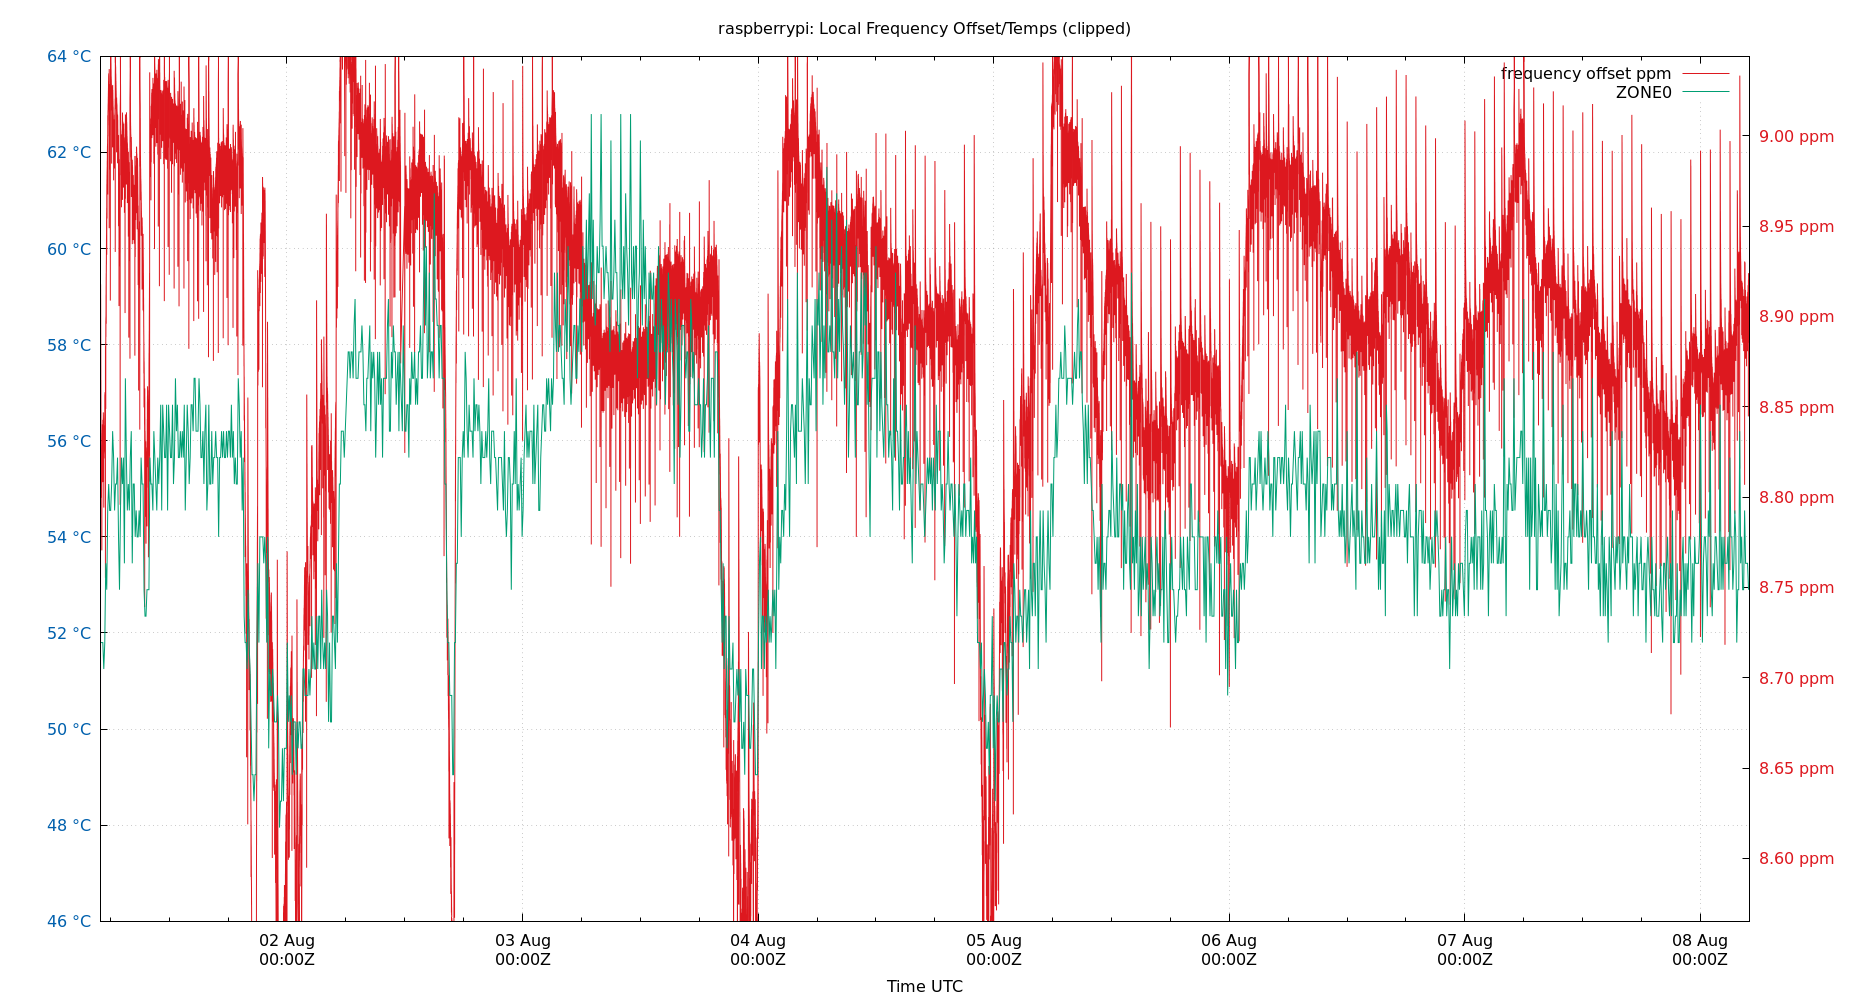 raspberrypi: Local Frequency Offset/Temps (clipped)
64 °C
62 °C
60 °C
58 °C
56 °C
54 °C
52 °C
50 °C
48 °C
46 °C
frequency offset ppm
ZONE0
9.00 ppm
8.95 ppm
8.90 ppm
8.85 ppm
8.80 ppm
8.75 ppm
8.70 ppm
8.65 ppm
8.60 ppm
02 Aug
00:00Z
03 Aug
00:00Z
04 Aug
00:00Z
05 Aug
00:00Z
06 Aug
00:00Z
07 Aug
00:00Z
08 Aug
00:00Z
Time UTC